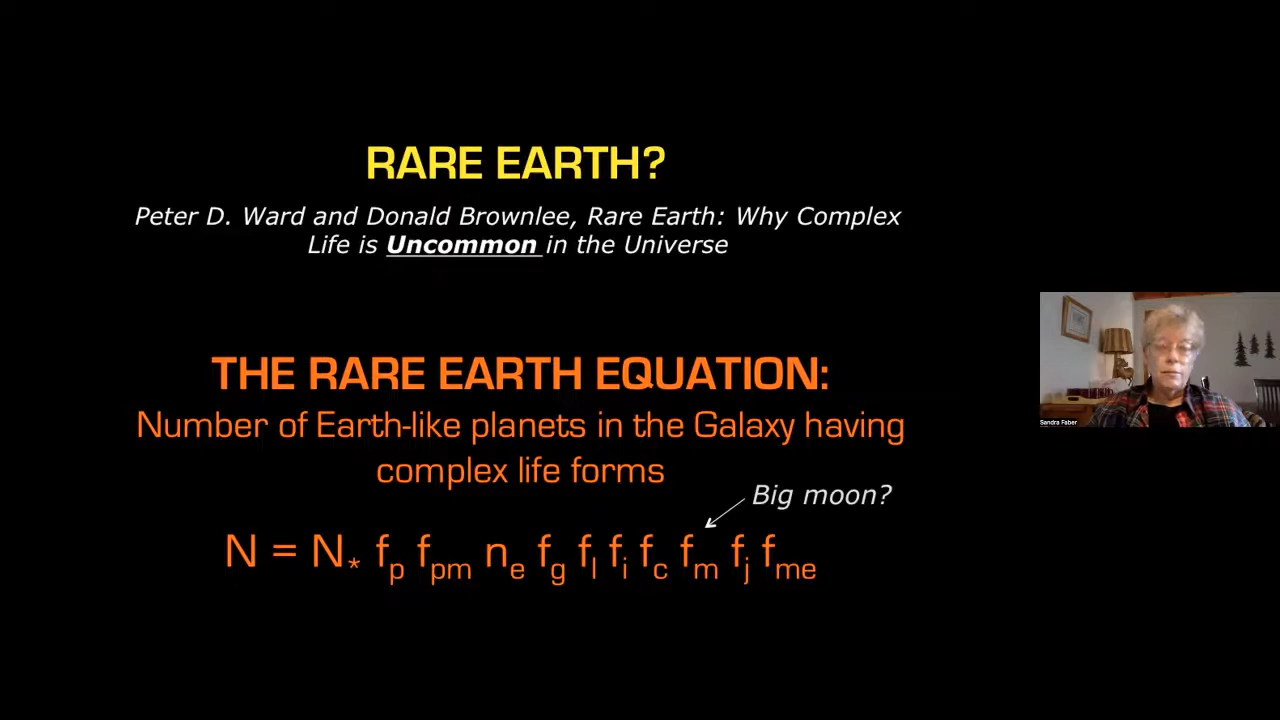 RARE EARTH?
Peter D. Ward and Donald Brownlee, Rare Earth: Why Complex
Life is Uncommon in the Universe
THE RARE EARTH EQUATION:
Number of Earth-like planets in the Galaxy having
complex life forms
Big moon?
N = N* fp fpm ne fg fl fi fc fm fj fme
Sandra Faber